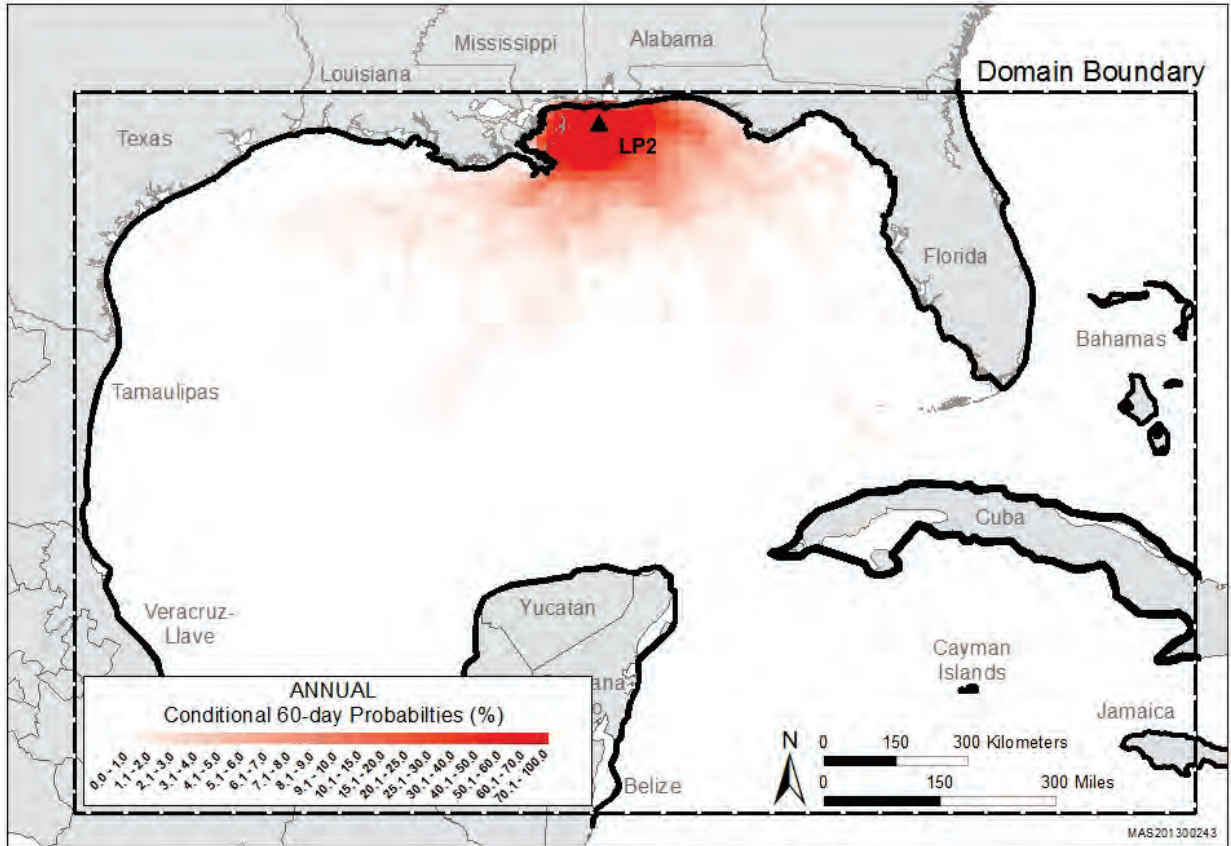 Mississippi
Alabama
Louisiana
Domain Boundary
Texas
LP2
Florida
Bahamas
Tamaulipas
Cuba
Yucatán
Veracruz-
Llave
Cayman
Islands
Jamaica
Belize
ANNUAL
Conditional 60-day Probabilties (%)
0.0 - 1.0
1.1 - 2.0
2.1 - 3.0
3.1 - 4.0
4.1 - 5.0
5.1 - 6.0
6.1 - 7.0
7.1 - 8.0
8.1 - 9.0
9.1 - 10.0
10.1 - 15.0
15.1 - 20.0
20.1 - 25.0
25.1 - 30.0
30.1 - 40.0
40.1 - 50.0
50.1 - 60.0
60.1 - 70.0
70.1 - 100.0
N
0 150 300 Kilometers
0 150 300 Miles
MAS201300243